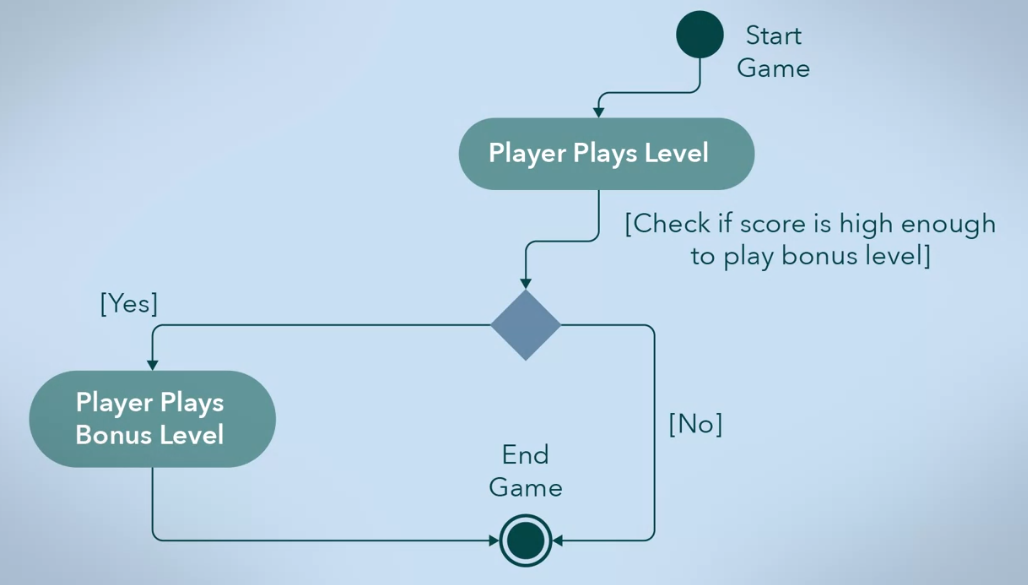 Start
Game
Player Plays Level
[Check if score is high enough
to play bonus level]
[Yes]
Player Plays
Bonus Level
[No]
End
Game